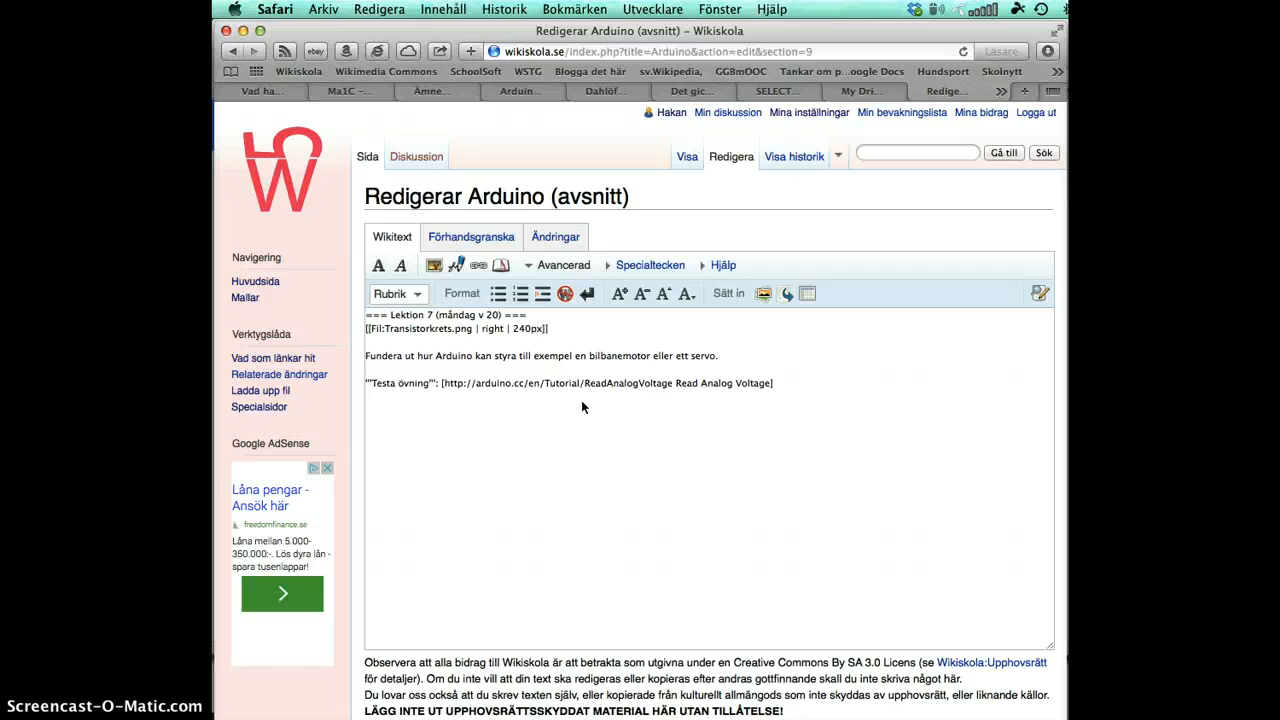 Safari Arkiv Redigera Innehåll Historik Bokmärken Utvecklare Fönster Hjälp
Redigerar Arduino (avsnitt) – Wikiskola
ebay a wikiskola.se/index.php?title=Arduino&action=edit&section=9 Läsare
Wikiskola Wikimedia Commons SchoolSoft WSTG Blogga det här sv.Wikipedia, GGBmOOC Tankar om p...oogle Docs Hundsport Skolnytt
Vad ha... Ma1C –... Ämne... Arduin... Dahlöf... Det gic... SELECT... My Dri... Redige...
Hakan Min diskussion Mina inställningar Min bevakningslista Mina bidrag Logga ut
Sida Diskussion Visa Redigera Visa historik Gå till Sök
Redigerar Arduino (avsnitt)
Wikitext Förhandsgranska Ändringar
A A Avancerad Specialtecken Hjälp
Rubrik Format A A A A Sätt in
=== Lektion 7 (måndag v 20) ===
[[Fil:Transistorkrets.png | right | 240px]]
Fundera ut hur Arduino kan styra till exempel en bilbanemotor eller ett servo.
'''Testa övning''': [http://arduino.cc/en/Tutorial/ReadAnalogVoltage Read Analog Voltage]
Navigering
Huvudsida
Mallar
Verktygslåda
Vad som länkar hit
Relaterade ändringar
Ladda upp fil
Specialsidor
Google AdSense
Låna pengar -
Ansök här
freedomfinance.se
Låna mellan 5.000-
350.000:-. Lös dyra lån -
spara tusenlappar!
Observera att alla bidrag till Wikiskola är att betrakta som utgivna under en Creative Commons By SA 3.0 Licens (se Wikiskola:Upphovsrätt
för detaljer). Om du inte vill att din text ska redigeras eller kopieras efter andras gottfinnande skall du inte skriva något här.
Du lovar oss också att du skrev texten själv, eller kopierade från kulturellt allmängods som inte skyddas av upphovsrätt, eller liknande källor.
LÄGG INTE UT UPPHOVSRÄTTSSKYDDAT MATERIAL HÄR UTAN TILLÅTELSE!
Screencast-O-Matic.com